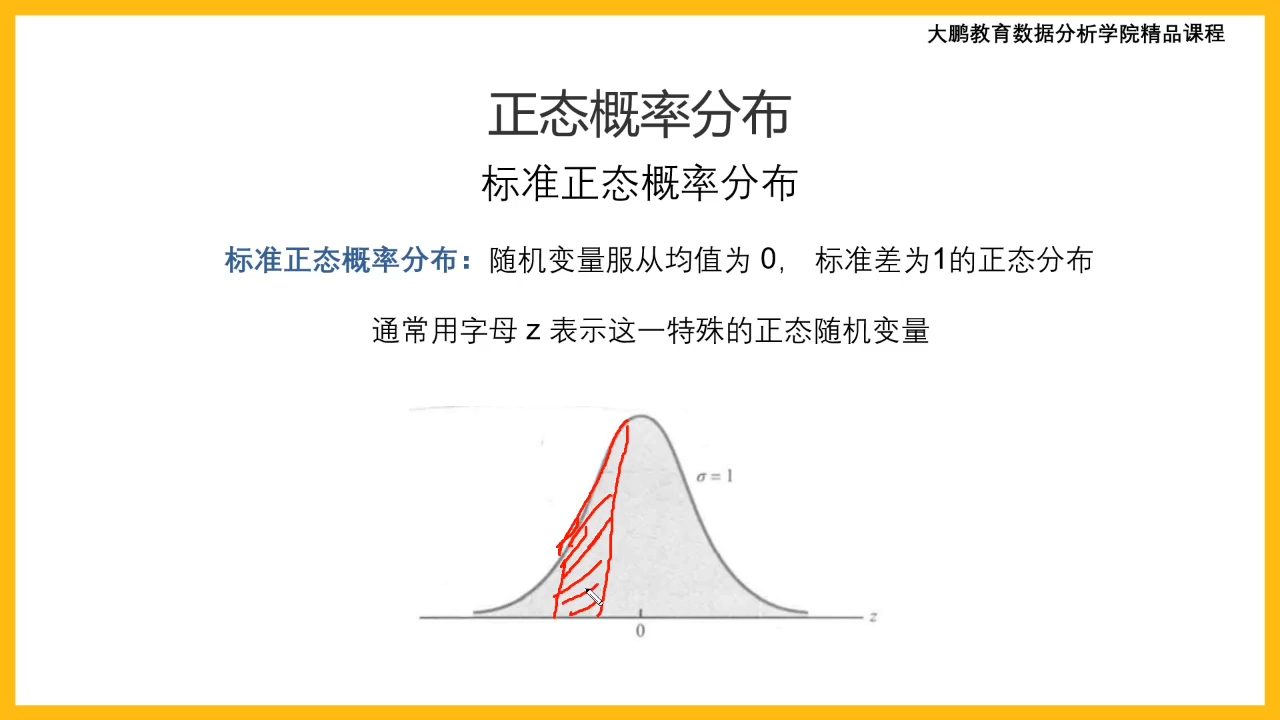 大鹏教育数据分析学院精品课程
正态概率分布
标准正态概率分布
标准正态概率分布：随机变量服从均值为 0， 标准差为1的正态分布
通常用字母 z 表示这一特殊的正态随机变量
σ = 1
z
0